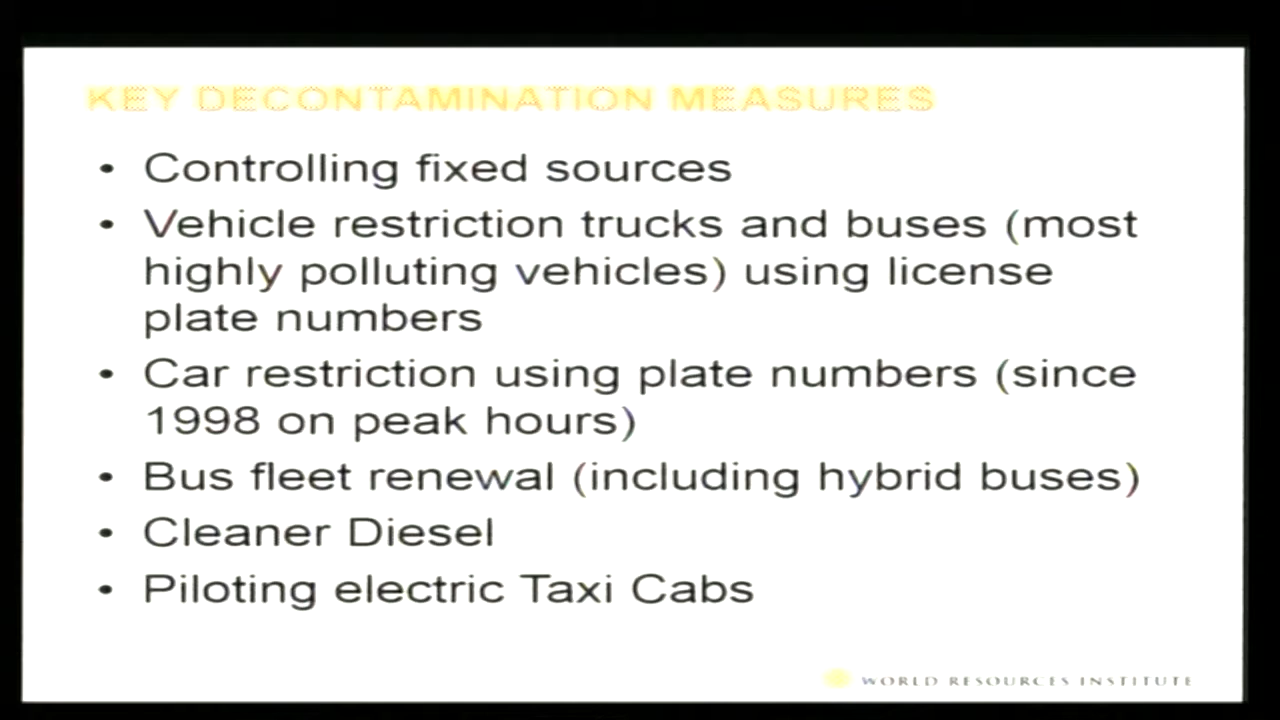 KEY DECONTAMINATION MEASURES
• Controlling fixed sources
• Vehicle restriction trucks and buses (most
highly polluting vehicles) using license
plate numbers
• Car restriction using plate numbers (since
1998 on peak hours)
• Bus fleet renewal (including hybrid buses)
• Cleaner Diesel
• Piloting electric Taxi Cabs
WORLD RESOURCES INSTITUTE